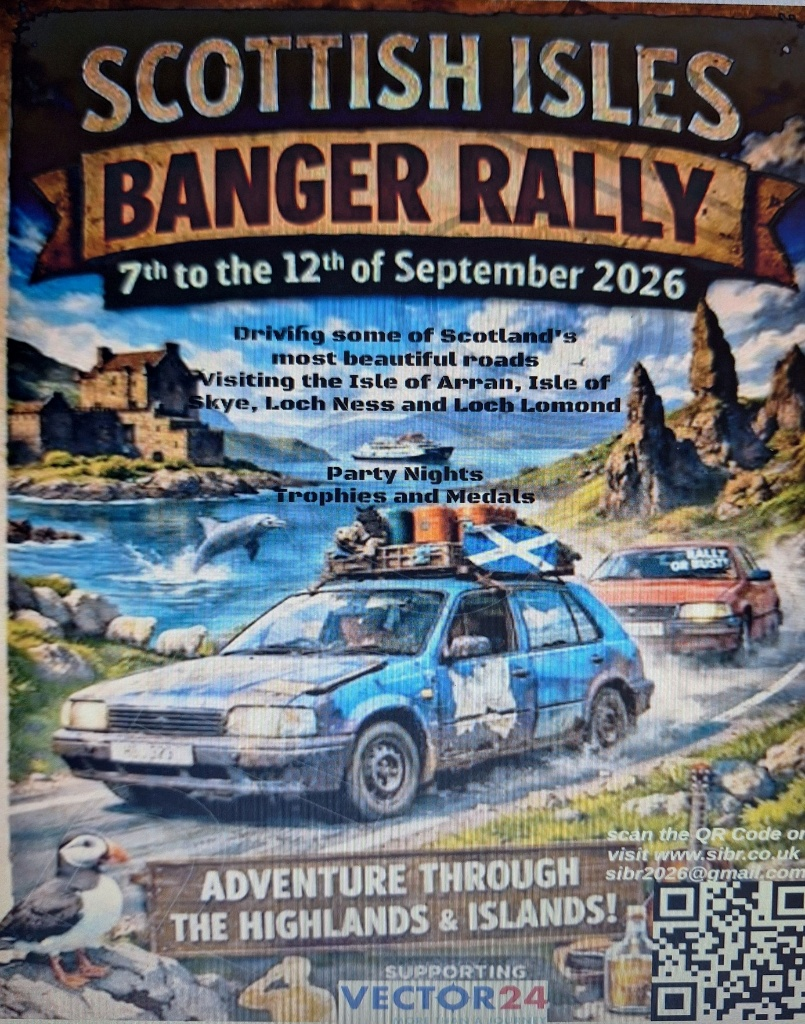 SCOTTISH ISLES
BANGER RALLY
7th to the 12th of September 2026
Driving some of Scotland's
most beautiful roads
Visiting the Isle of Arran, Isle of
Skye, Loch Ness and Loch Lomond
Party Nights
Trophies and Medals
RALLY
OR BUST!
scan the QR Code or
visit www.sibr.co.uk
sibr2026@gmail.com
ADVENTURE THROUGH
THE HIGHLANDS & ISLANDS!
SUPPORTING
VECTOR24